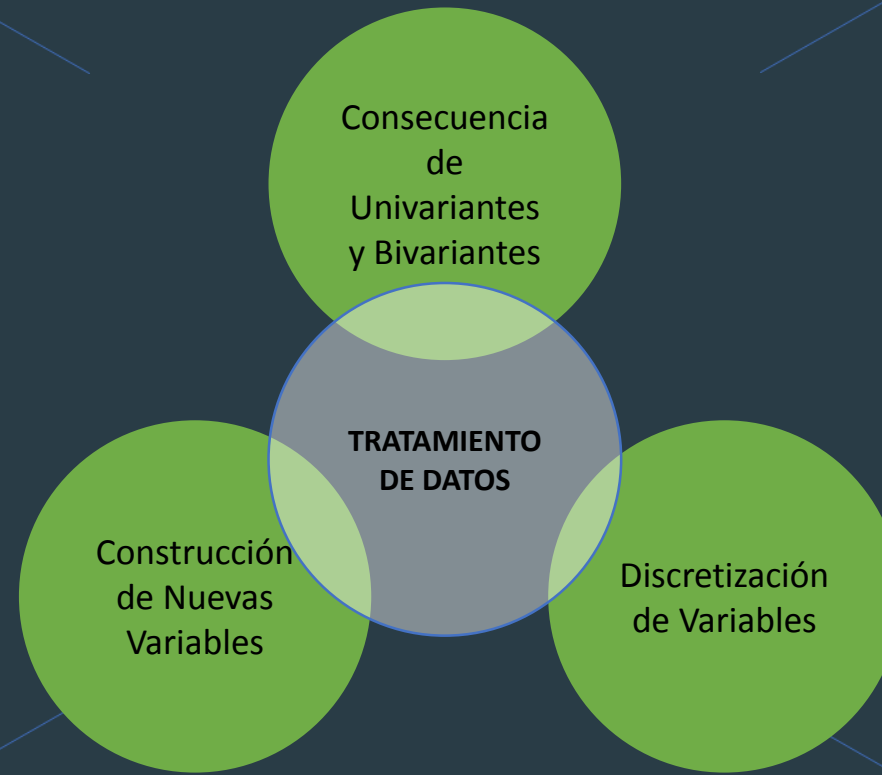 Consecuencia
de
Univariantes
y Bivariantes
TRATAMIENTO
DE DATOS
Construcción
de Nuevas
Variables
Discretización
de Variables